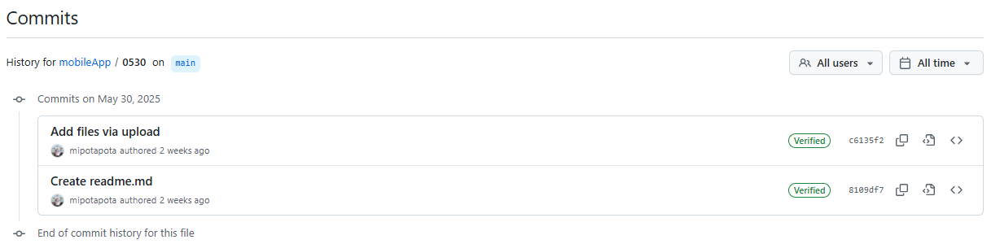 Commits
History for mobileApp / 0530 on main
All users
All time
Commits on May 30, 2025
Add files via upload
mipotapota authored 2 weeks ago
Verified
c6135f2
Create readme.md
mipotapota authored 2 weeks ago
Verified
8109df7
End of commit history for this file